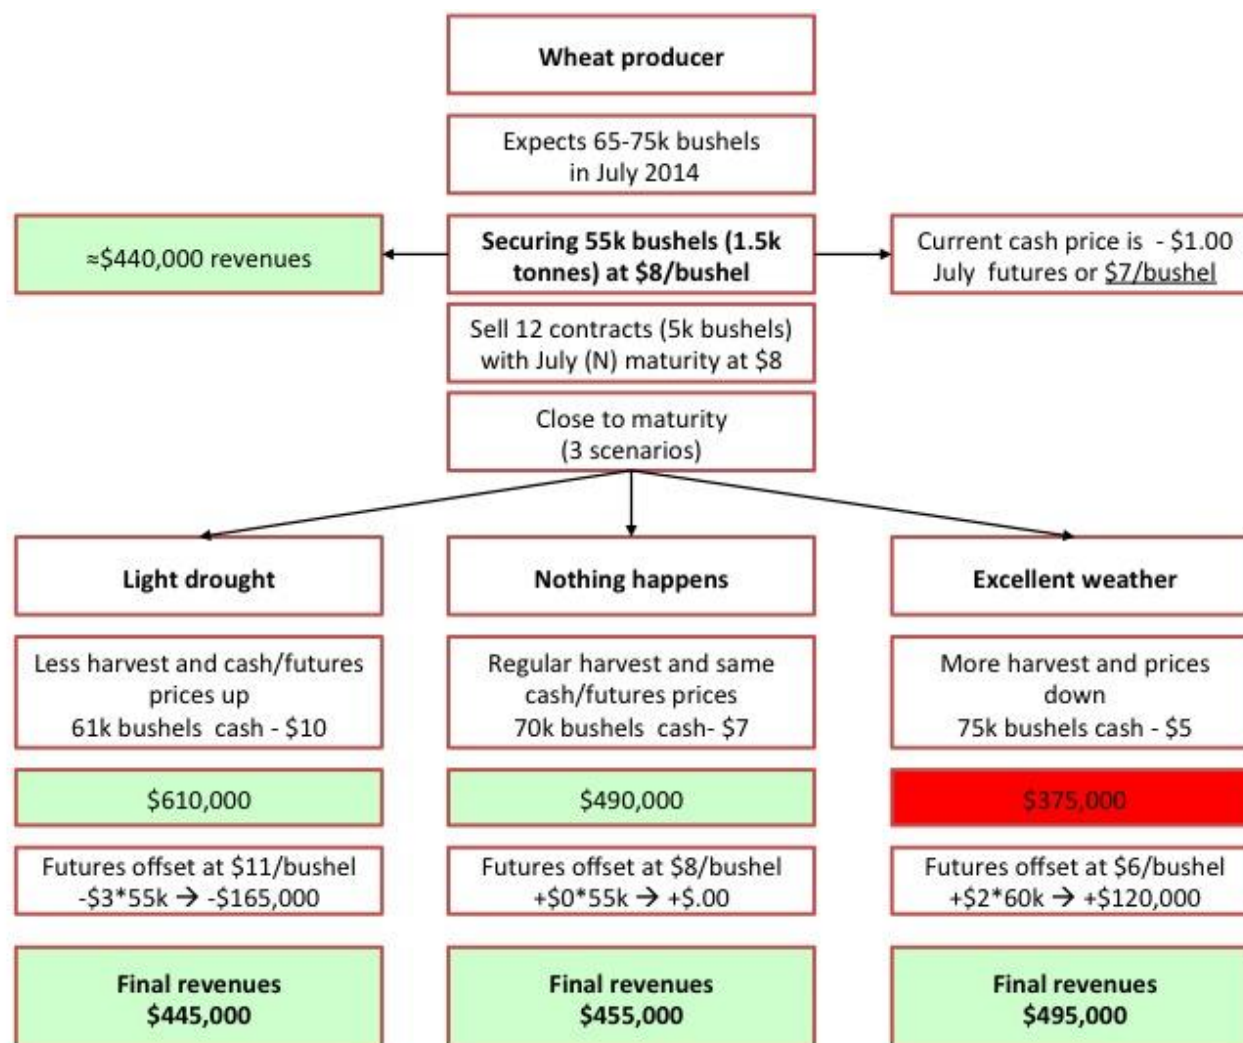 Wheat producer
Expects 65-75k bushels
in July 2014
≈$440,000 revenues
Securing 55k bushels (1.5k
tonnes) at $8/bushel
Current cash price is - $1.00
July futures or $7/bushel
Sell 12 contracts (5k bushels)
with July (N) maturity at $8
Close to maturity
(3 scenarios)
Light drought
Nothing happens
Excellent weather
Less harvest and cash/futures
prices up
61k bushels cash - $10
Regular harvest and same
cash/futures prices
70k bushels cash- $7
More harvest and prices
down
75k bushels cash - $5
$610,000
$490,000
$375,000
Futures offset at $11/bushel
-$3*55k → -$165,000
Futures offset at $8/bushel
+$0*55k → +$.00
Futures offset at $6/bushel
+$2*60k → +$120,000
Final revenues
$445,000
Final revenues
$455,000
Final revenues
$495,000